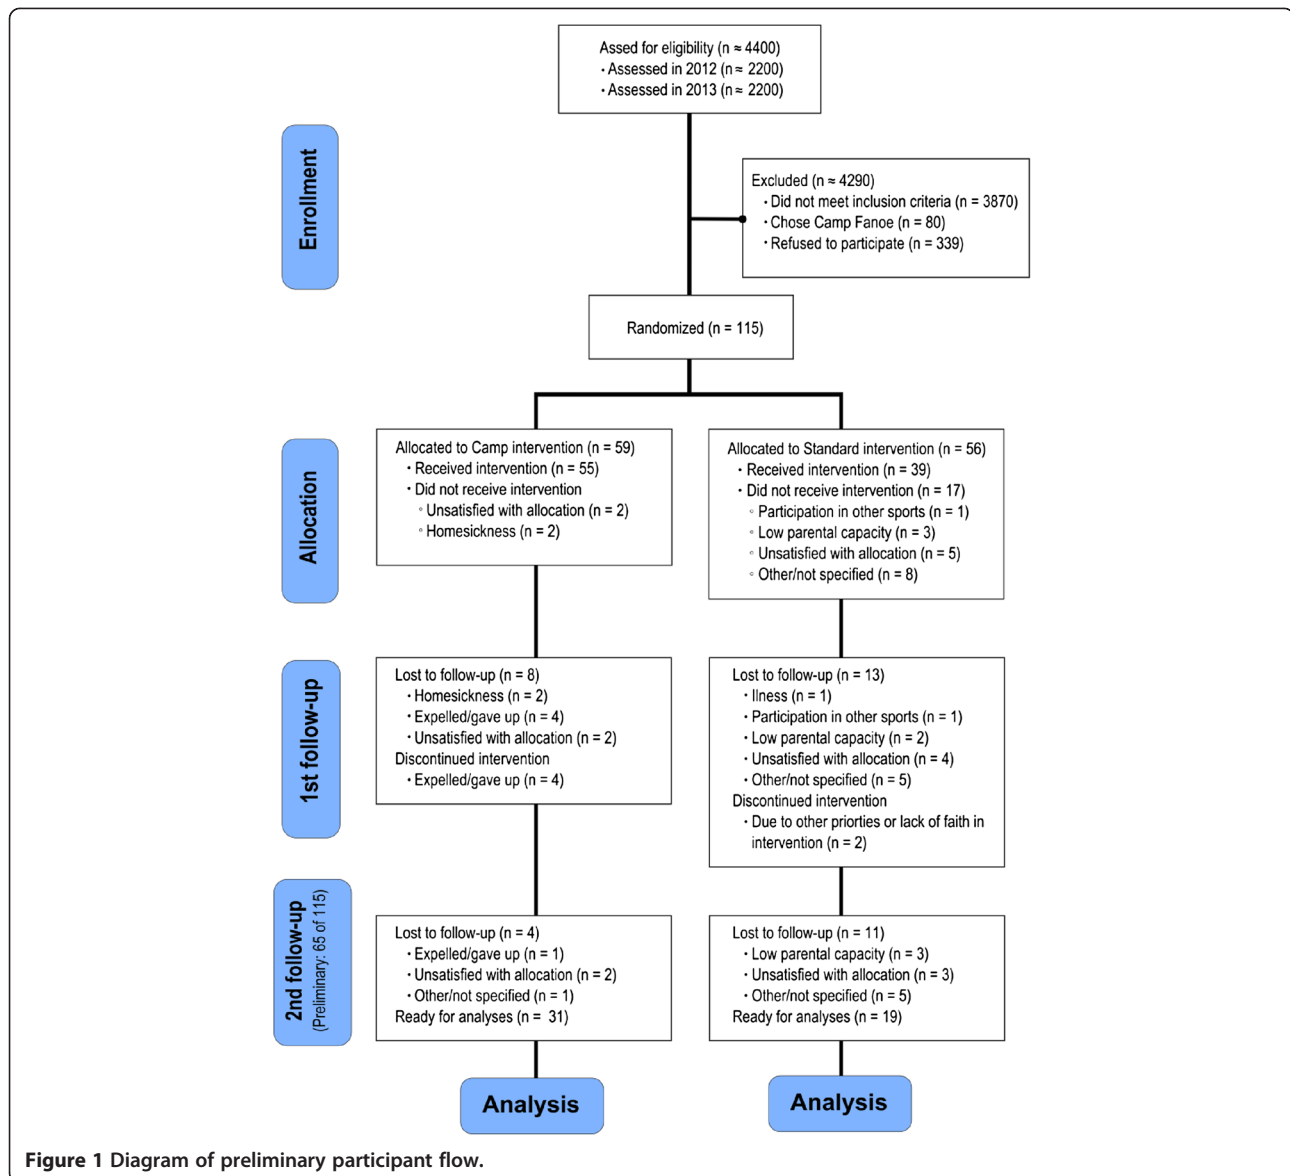 Assed for eligibility (n ≈ 4400)
• Assessed in 2012 (n ≈ 2200)
• Assessed in 2013 (n ≈ 2200)
Enrollment
Excluded (n ≈ 4290)
• Did not meet inclusion criteria (n = 3870)
• Chose Camp Fanoe (n = 80)
• Refused to participate (n = 339)
Randomized (n = 115)
Allocation
Allocated to Camp intervention (n = 59)
• Received intervention (n = 55)
• Did not receive intervention
◦ Unsatisfied with allocation (n = 2)
◦ Homesickness (n = 2)
Allocated to Standard intervention (n = 56)
• Received intervention (n = 39)
• Did not receive intervention (n = 17)
◦ Participation in other sports (n = 1)
◦ Low parental capacity (n = 3)
◦ Unsatisfied with allocation (n = 5)
◦ Other/not specified (n = 8)
1st follow-up
Lost to follow-up (n = 8)
• Homesickness (n = 2)
• Expelled/gave up (n = 4)
• Unsatisfied with allocation (n = 2)
Discontinued intervention
• Expelled/gave up (n = 4)
Lost to follow-up (n = 13)
• Ilness (n = 1)
• Participation in other sports (n = 1)
• Low parental capacity (n = 2)
• Unsatisfied with allocation (n = 4)
• Other/not specified (n = 5)
Discontinued intervention
• Due to other priorties or lack of faith in
intervention (n = 2)
2nd follow-up
(Preliminary: 65 of 115)
Lost to follow-up (n = 4)
• Expelled/gave up (n = 1)
• Unsatisfied with allocation (n = 2)
• Other/not specified (n = 1)
Ready for analyses (n = 31)
Lost to follow-up (n = 11)
• Low parental capacity (n = 3)
• Unsatisfied with allocation (n = 3)
• Other/not specified (n = 5)
Ready for analyses (n = 19)
Analysis
Analysis
Figure 1 Diagram of preliminary participant flow.